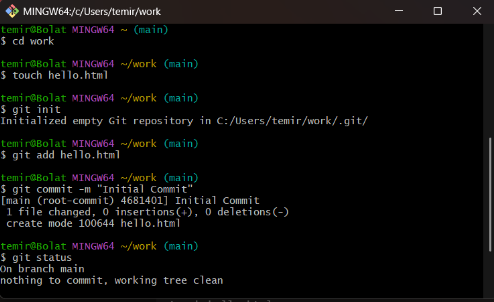 MINGW64:/c/Users/temir/work
temir@Bolat MINGW64 ~ (main)
$ cd work
temir@Bolat MINGW64 ~/work (main)
$ touch hello.html
temir@Bolat MINGW64 ~/work (main)
$ git init
Initialized empty Git repository in C:/Users/temir/work/.git/
temir@Bolat MINGW64 ~/work (main)
$ git add hello.html
temir@Bolat MINGW64 ~/work (main)
$ git commit -m "Initial Commit"
[main (root-commit) 4681401] Initial Commit
 1 file changed, 0 insertions(+), 0 deletions(-)
 create mode 100644 hello.html
temir@Bolat MINGW64 ~/work (main)
$ git status
On branch main
nothing to commit, working tree clean